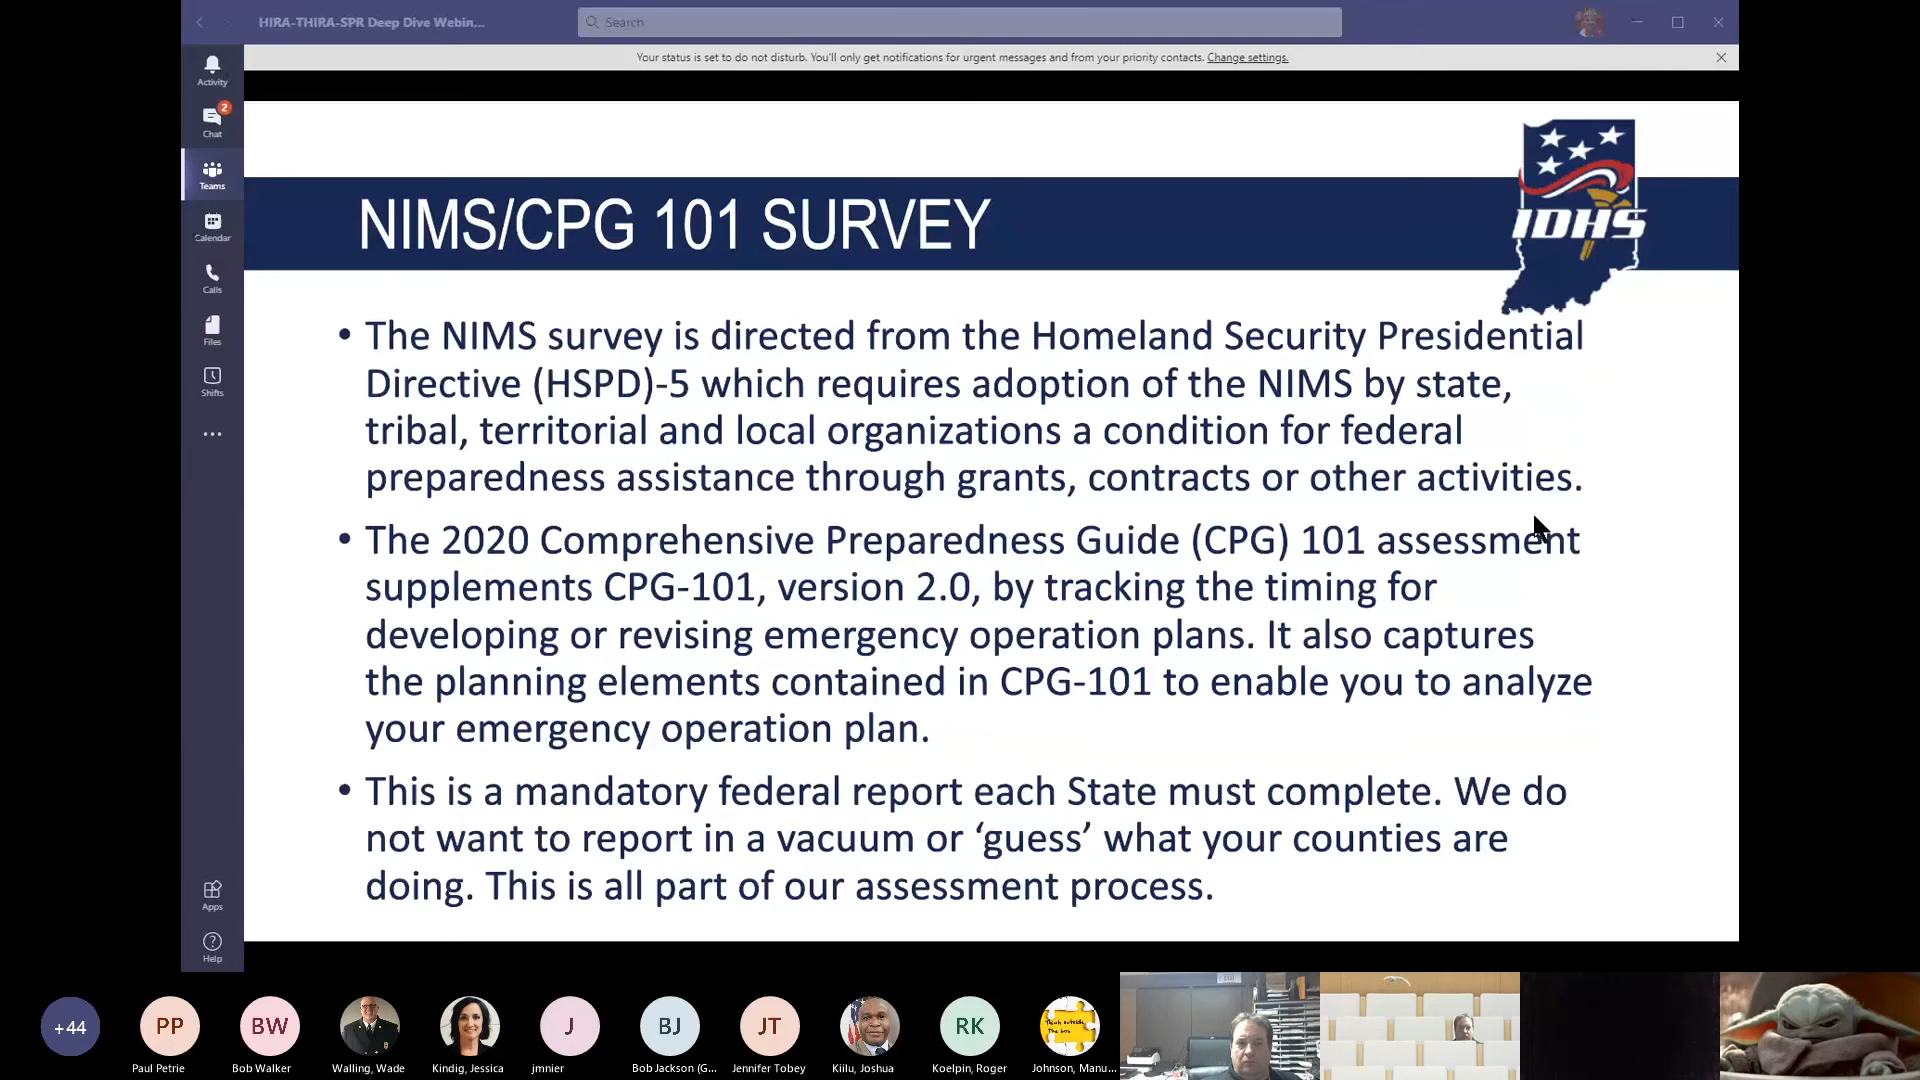 HIRA-THIRA-SPR Deep Dive Webin...
Search
Your status is set to do not disturb. You'll only get notifications for urgent messages and from your priority contacts. Change settings.
Activity
2
Chat
Teams
Calendar
Calls
Files
Shifts
Apps
Help
NIMS/CPG 101 SURVEY
IDHS
• The NIMS survey is directed from the Homeland Security Presidential
Directive (HSPD)-5 which requires adoption of the NIMS by state,
tribal, territorial and local organizations a condition for federal
preparedness assistance through grants, contracts or other activities.
• The 2020 Comprehensive Preparedness Guide (CPG) 101 assessment
supplements CPG-101, version 2.0, by tracking the timing for
developing or revising emergency operation plans. It also captures
the planning elements contained in CPG-101 to enable you to analyze
your emergency operation plan.
• This is a mandatory federal report each State must complete. We do
not want to report in a vacuum or ‘guess’ what your counties are
doing. This is all part of our assessment process.
+44
PP
BW
J
BJ
JT
RK
Think outside
the box
Paul Petrie
Bob Walker
Walling, Wade
Kindig, Jessica
jmnier
Bob Jackson (G...
Jennifer Tobey
Kiilu, Joshua
Koelpin, Roger
Johnson, Manu...